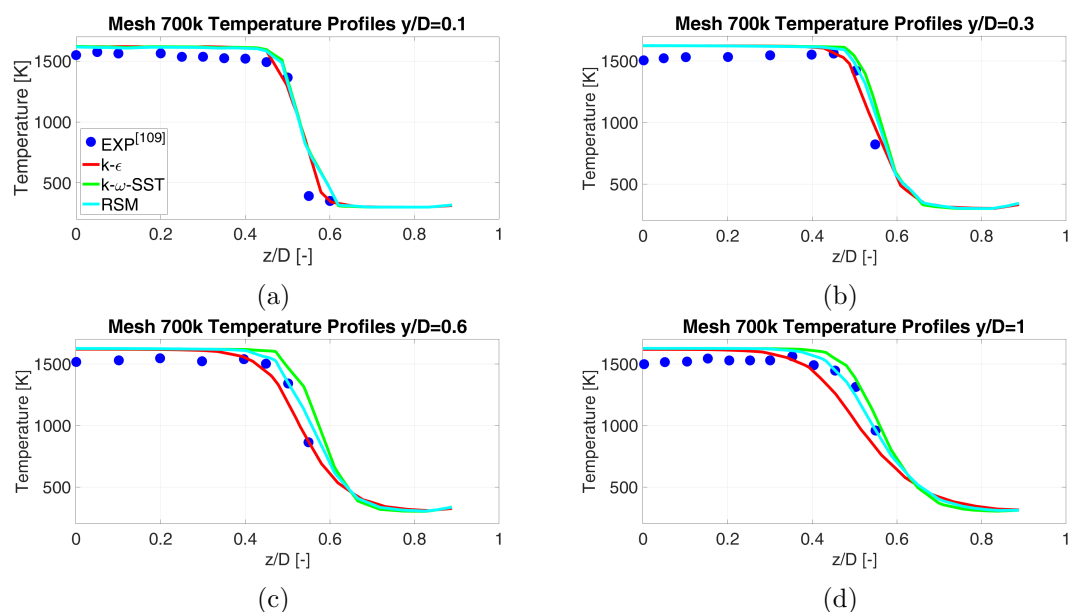 Mesh 700k Temperature Profiles y/D=0.1
Temperature [K]
1500
1000
500
EXP[109]
k-ϵ
k-ω-SST
RSM
0 0.2 0.4 0.6 0.8 1
z/D [-]
(a)
Mesh 700k Temperature Profiles y/D=0.3
Temperature [K]
1500
1000
500
0 0.2 0.4 0.6 0.8 1
z/D [-]
(b)
Mesh 700k Temperature Profiles y/D=0.6
Temperature [K]
1500
1000
500
0 0.2 0.4 0.6 0.8 1
z/D [-]
(c)
Mesh 700k Temperature Profiles y/D=1
Temperature [K]
1500
1000
500
0 0.2 0.4 0.6 0.8 1
z/D [-]
(d)